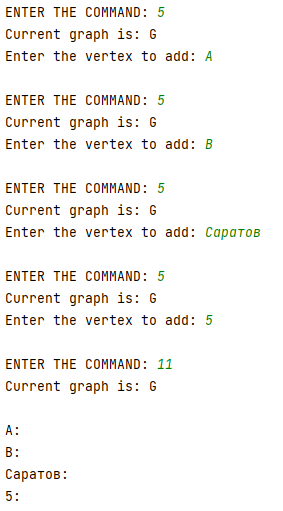 ENTER THE COMMAND: 5
Current graph is: G
Enter the vertex to add: A
ENTER THE COMMAND: 5
Current graph is: G
Enter the vertex to add: B
ENTER THE COMMAND: 5
Current graph is: G
Enter the vertex to add: Саратов
ENTER THE COMMAND: 5
Current graph is: G
Enter the vertex to add: 5
ENTER THE COMMAND: 11
Current graph is: G
A:
B:
Саратов:
5: